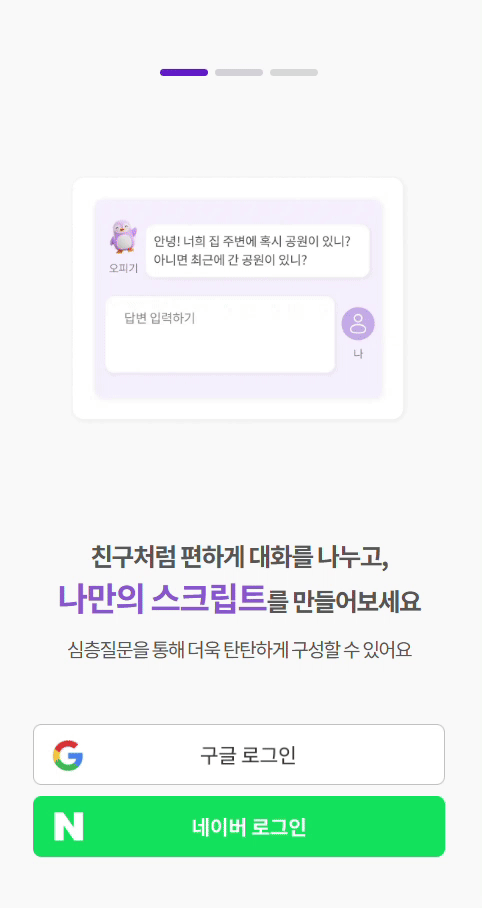 안녕! 너희 집 주변에 혹시 공원이 있니?
아니면 최근에 간 공원이 있니?
오피기
답변 입력하기
나
친구처럼 편하게 대화를 나누고,
나만의 스크립트를 만들어보세요
심층질문을 통해 더욱 탄탄하게 구성할 수 있어요
구글 로그인
네이버 로그인